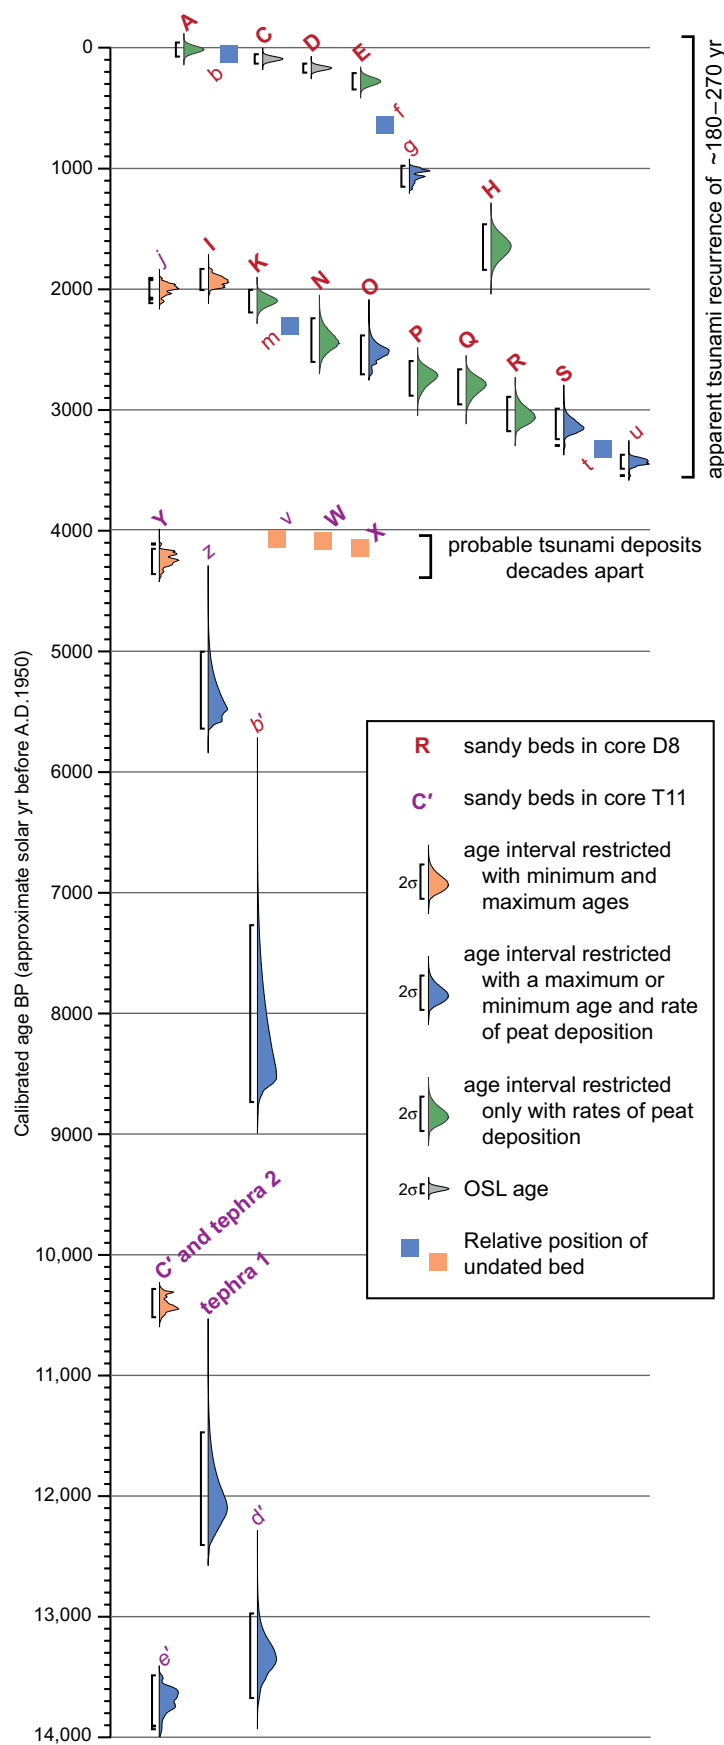 A
C
D
E
b
f
g
H
j
I
K
N
O
m
P
Q
R
S
t
u
Y
z
v
W
X
b′
C′ and tephra 2
tephra 1
d′
e′
0
1000
2000
3000
4000
5000
6000
7000
8000
9000
10,000
11,000
12,000
13,000
14,000
Calibrated age BP (approximate solar yr before A.D.1950)
apparent tsunami recurrence of ~180–270 yr
probable tsunami deposits
decades apart
R sandy beds in core D8
C′ sandy beds in core T11
2σ age interval restricted
with minimum and
maximum ages
2σ age interval restricted
with a maximum or
minimum age and rate
of peat deposition
2σ age interval restricted
only with rates of peat
deposition
2σ OSL age
Relative position of
undated bed